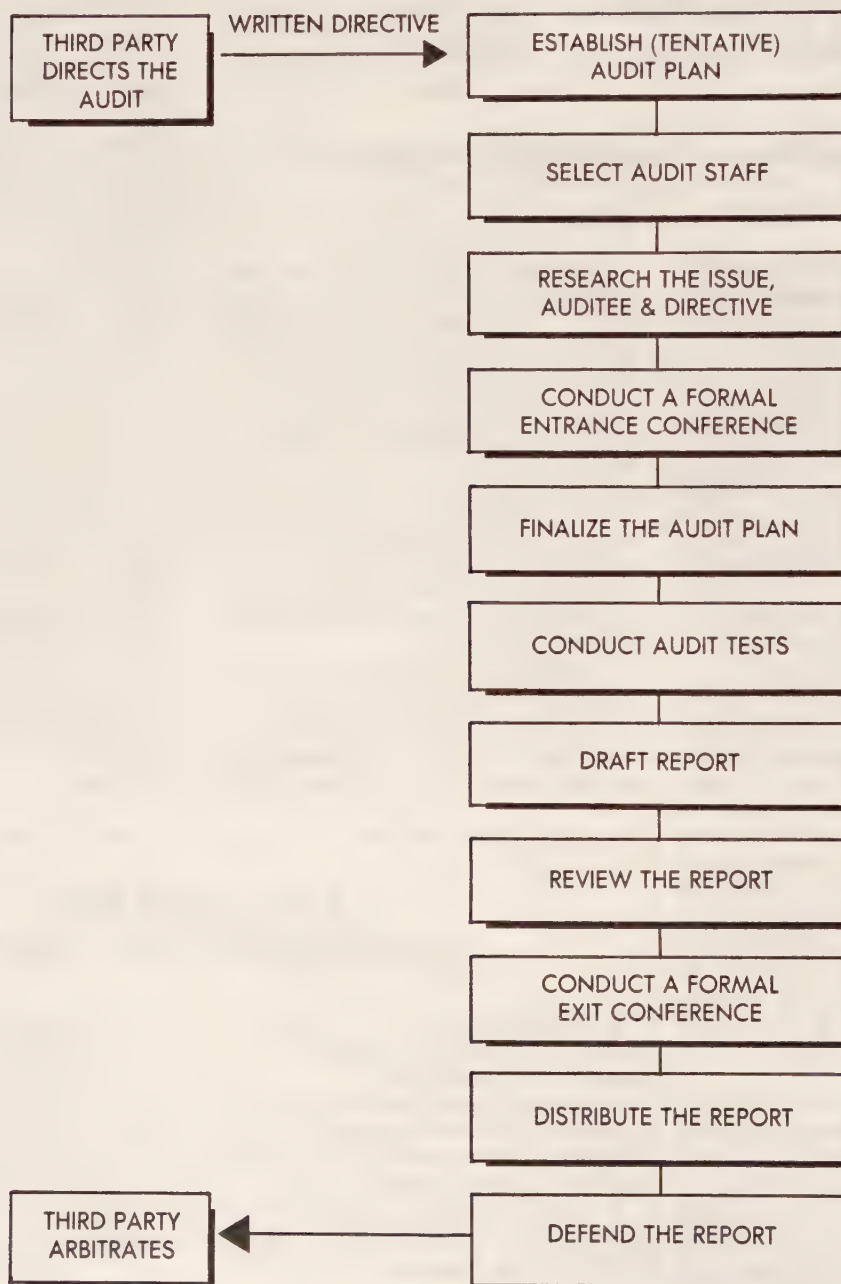 THIRD PARTY
DIRECTS THE
AUDIT
WRITTEN DIRECTIVE
ESTABLISH (TENTATIVE)
AUDIT PLAN
SELECT AUDIT STAFF
RESEARCH THE ISSUE,
AUDITEE & DIRECTIVE
CONDUCT A FORMAL
ENTRANCE CONFERENCE
FINALIZE THE AUDIT PLAN
CONDUCT AUDIT TESTS
DRAFT REPORT
REVIEW THE REPORT
CONDUCT A FORMAL
EXIT CONFERENCE
DISTRIBUTE THE REPORT
DEFEND THE REPORT
THIRD PARTY
ARBITRATES